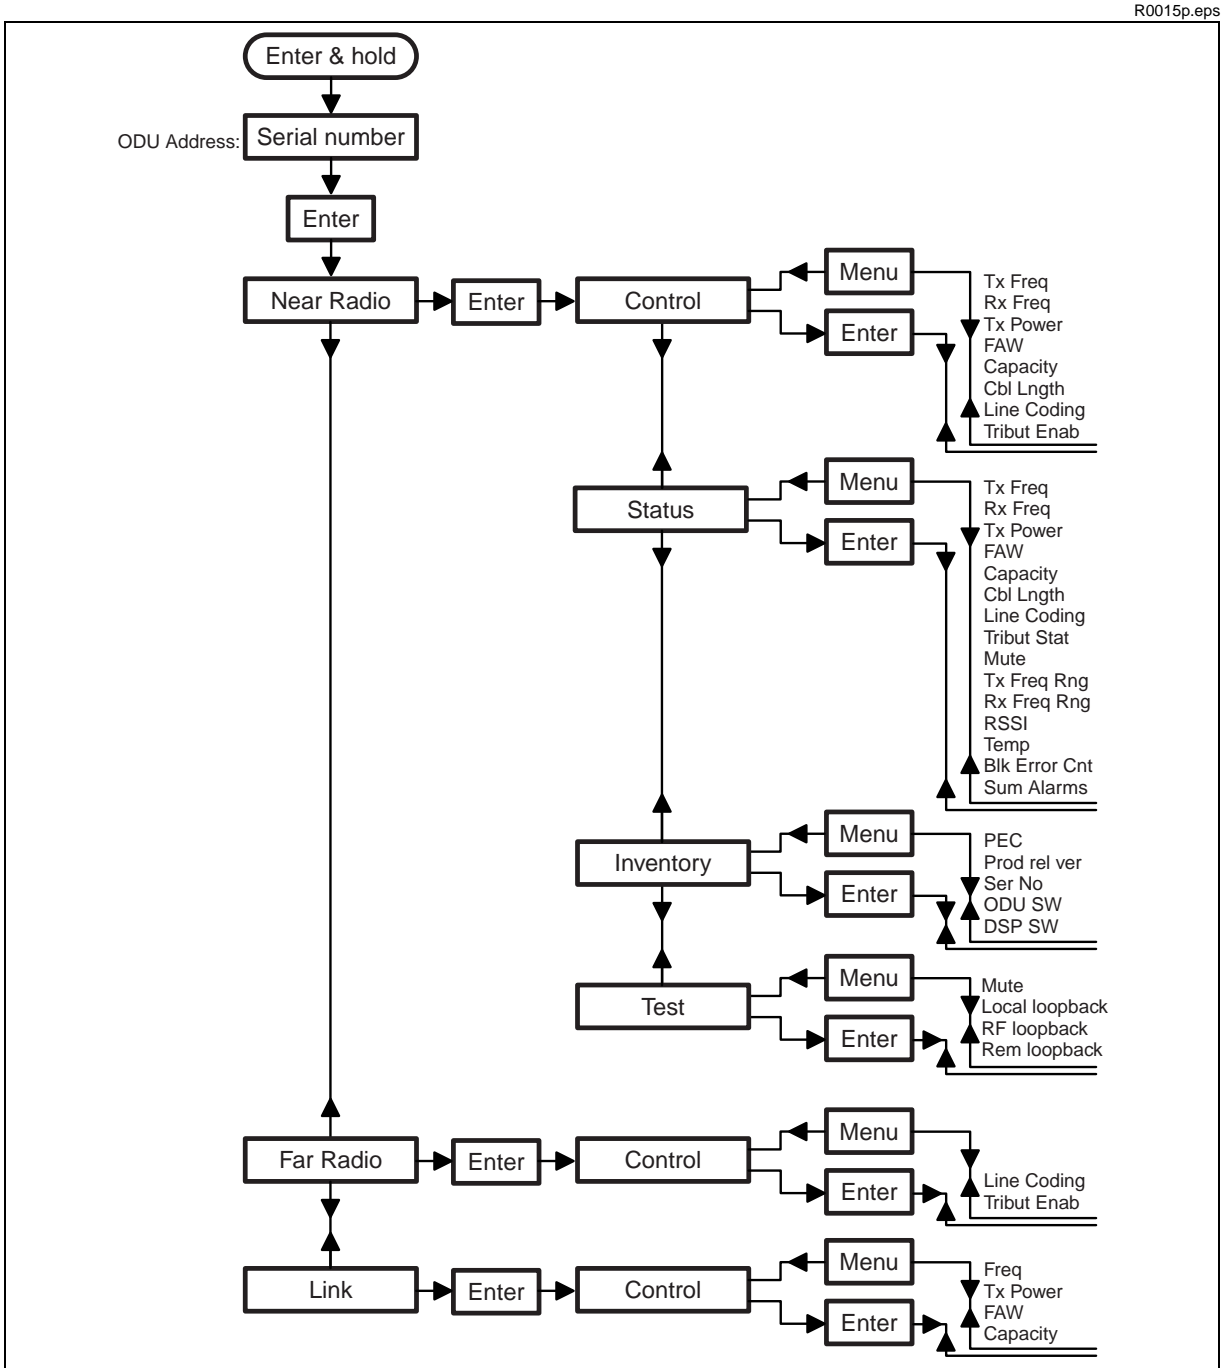 R0015p.eps
Enter & hold
ODU Address:
Serial number
Enter
Near Radio
Enter
Control
Menu
Enter
Tx Freq
Rx Freq
Tx Power
FAW
Capacity
Cbl Lngth
Line Coding
Tribut Enab
Status
Menu
Enter
Tx Freq
Rx Freq
Tx Power
FAW
Capacity
Cbl Lngth
Line Coding
Tribut Stat
Mute
Tx Freq Rng
Rx Freq Rng
RSSI
Temp
Blk Error Cnt
Sum Alarms
Inventory
Menu
Enter
PEC
Prod rel ver
Ser No
ODU SW
DSP SW
Test
Menu
Enter
Mute
Local loopback
RF loopback
Rem loopback
Far Radio
Enter
Control
Menu
Enter
Line Coding
Tribut Enab
Link
Enter
Control
Menu
Enter
Freq
Tx Power
FAW
Capacity